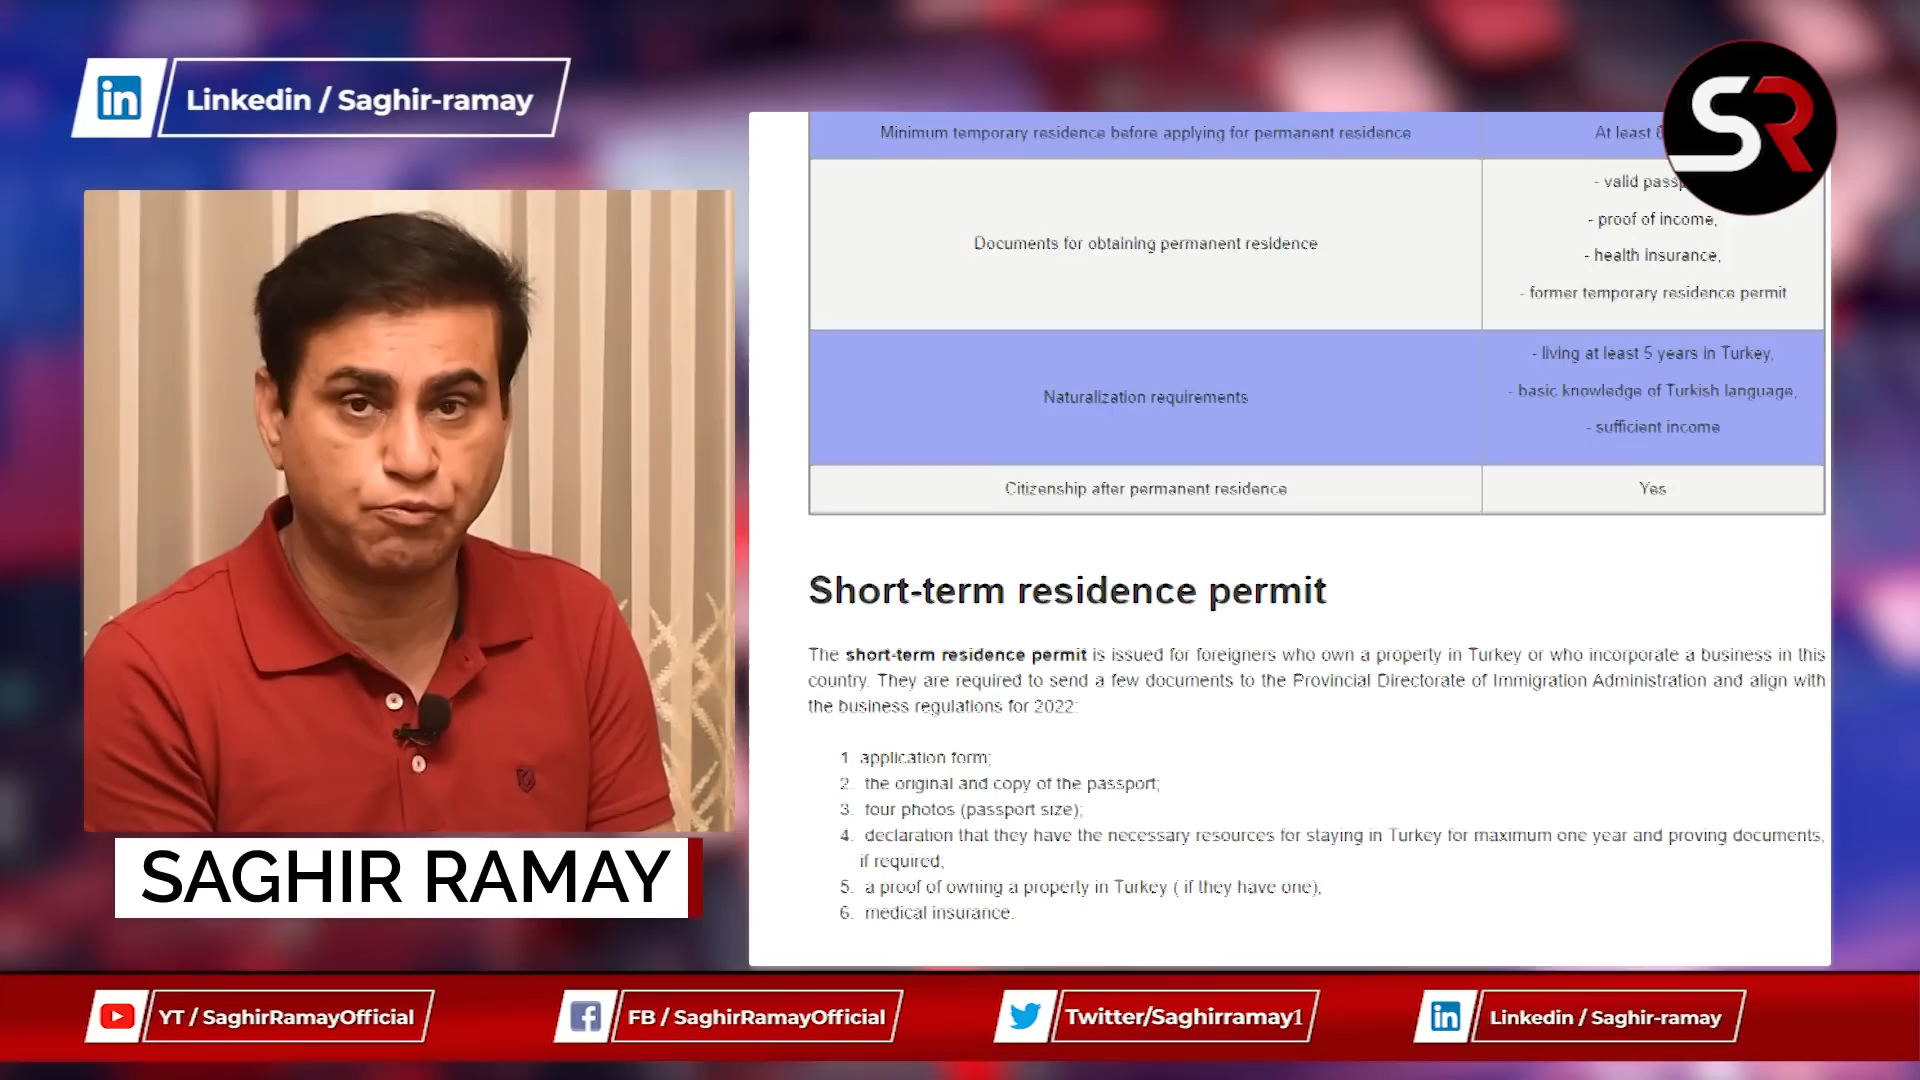 Linkedin / Saghir-ramay
SR
Minimum temporary residence before applying for permanent residence
At least
Documents for obtaining permanent residence
- valid
- proof of income,
- health insurance,
- former temporary residence permit
Naturalization requirements
- living at least 5 years in Turkey,
- basic knowledge of Turkish language,
- sufficient income
Citizenship after permanent residence
Yes
Short-term residence permit
The short-term residence permit is issued for foreigners who own a property in Turkey or who incorporate a business in this
country. They are required to send a few documents to the Provincial Directorate of Immigration Administration and align with
the business regulations for 2022:
1. application form;
2. the original and copy of the passport;
3. four photos (passport size);
4. declaration that they have the necessary resources for staying in Turkey for maximum one year and proving documents,
if required;
5. a proof of owning a property in Turkey ( if they have one),
6. medical insurance.
SAGHIR RAMAY
YT / SaghirRamayOfficial
FB / SaghirRamayOfficial
Twitter/Saghirramay1
Linkedin / Saghir-ramay